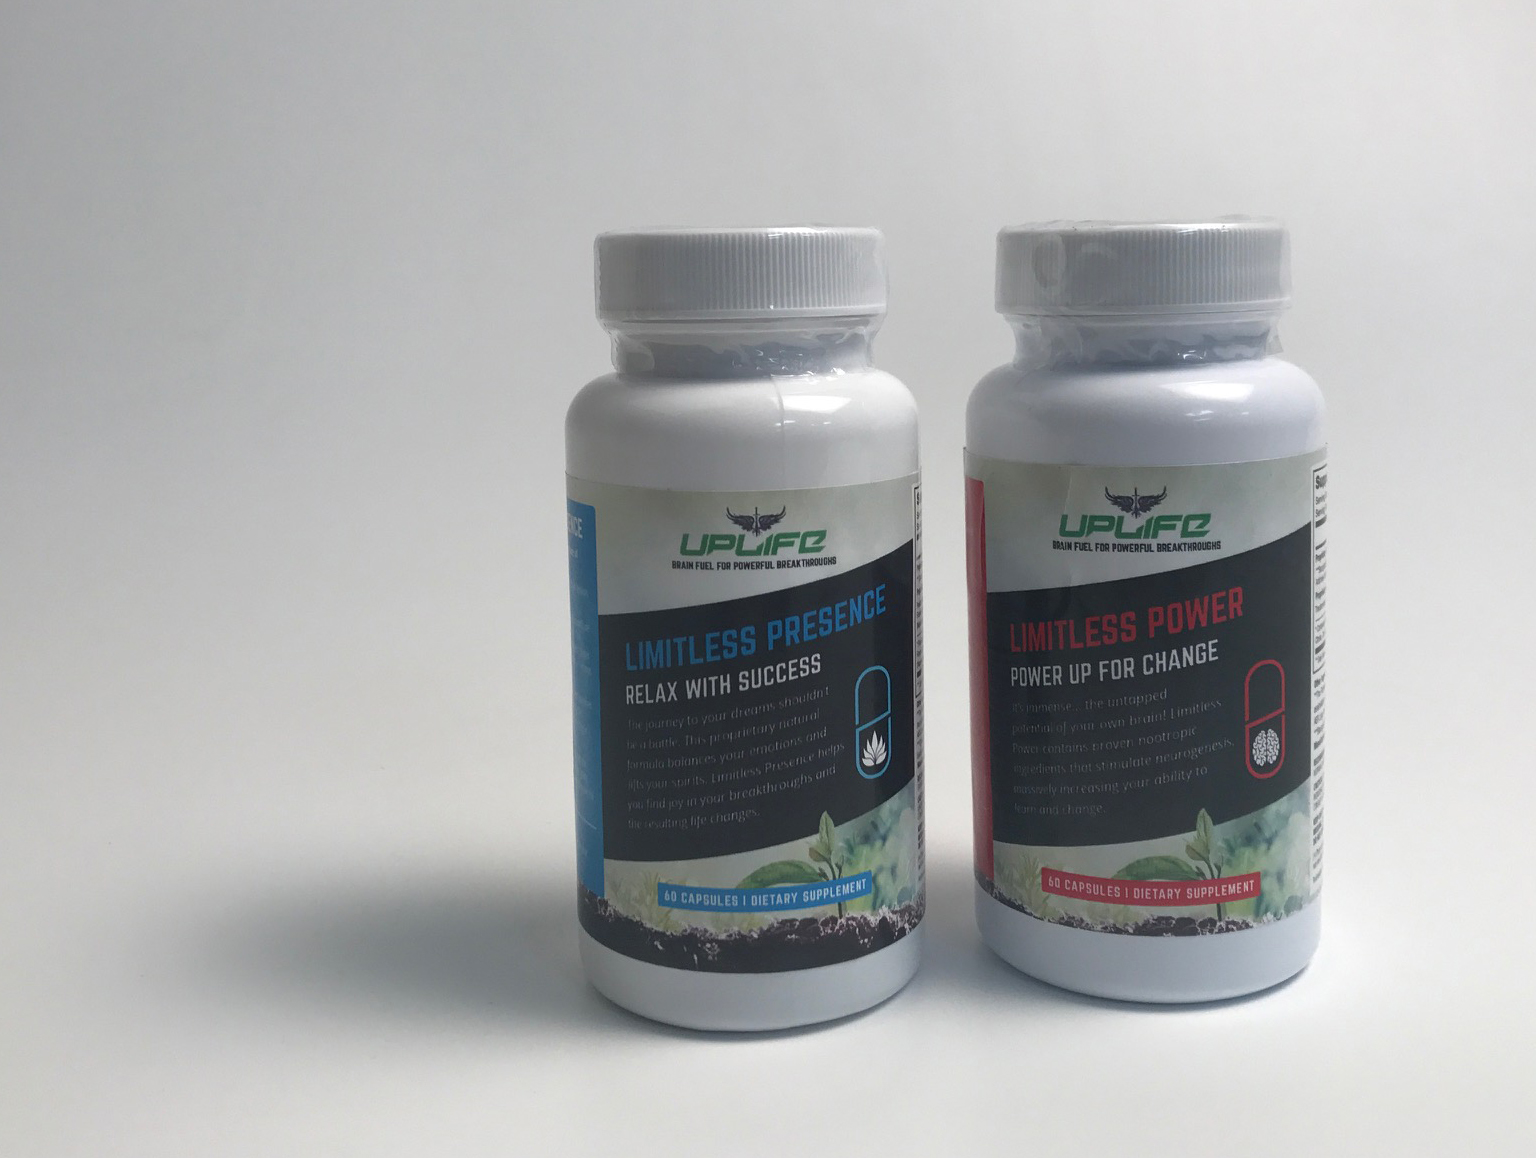 ENCE
UPLIFE
BRAIN FUEL FOR POWERFUL BREAKTHROUGHS
LIMITLESS PRESENCE
RELAX WITH SUCCESS
The journey to your dreams shouldn't
be a battle. This proprietary natural
formula balances your emotions and
lifts your spirits. Limitless Presence helps
you find joy in your breakthroughs and
the resulting life changes.
60 CAPSULES | DIETARY SUPPLEMENT
UPLIFE
BRAIN FUEL FOR POWERFUL BREAKTHROUGHS
LIMITLESS POWER
POWER UP FOR CHANGE
It's immense... the untapped
potential of your own brain! Limitless
Power contains proven nootropic
ingredients that stimulate neurogenesis,
massively increasing your ability to
learn and change.
60 CAPSULES | DIETARY SUPPLEMENT
Supp